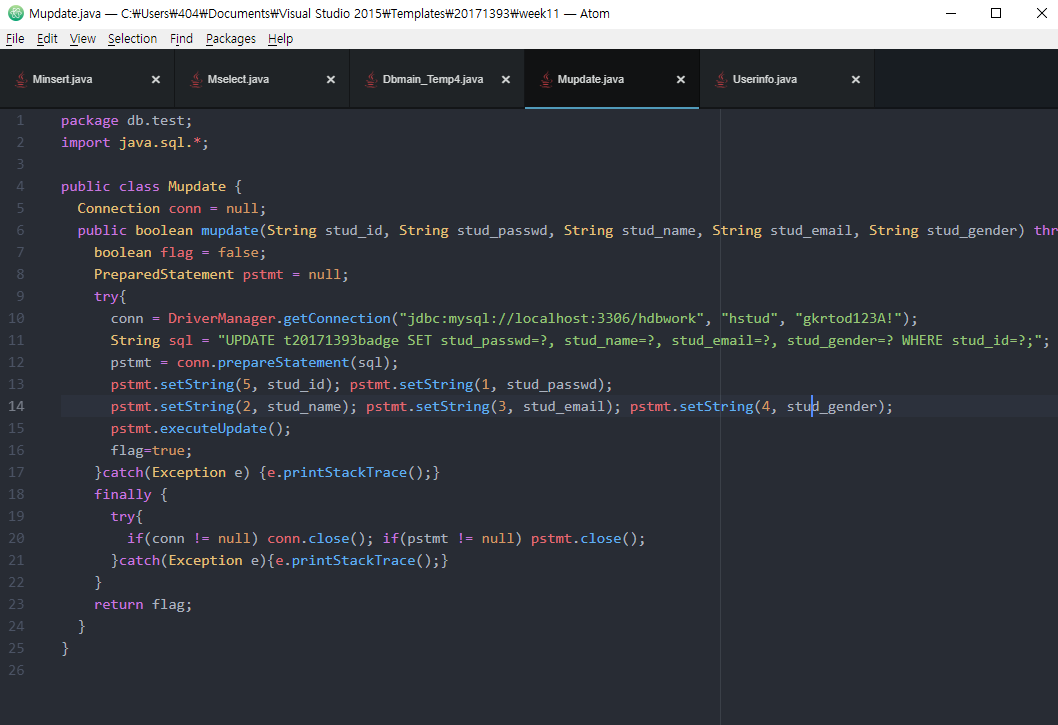 Mupdate.java — C:₩Users₩404₩Documents₩Visual Studio 2015₩Templates₩20171393₩week11 — Atom
File Edit View Selection Find Packages Help
Minsert.java Mselect.java Dbmain_Temp4.java Mupdate.java Userinfo.java
1 package db.test;
2 import java.sql.*;
3
4 public class Mupdate {
5 Connection conn = null;
6 public boolean mupdate(String stud_id, String stud_passwd, String stud_name, String stud_email, String stud_gender) thr
7 boolean flag = false;
8 PreparedStatement pstmt = null;
9 try{
10 conn = DriverManager.getConnection("jdbc:mysql://localhost:3306/hdbwork", "hstud", "gkrtod123A!");
11 String sql = "UPDATE t20171393badge SET stud_passwd=?, stud_name=?, stud_email=?, stud_gender=? WHERE stud_id=?;";
12 pstmt = conn.prepareStatement(sql);
13 pstmt.setString(5, stud_id); pstmt.setString(1, stud_passwd);
14 pstmt.setString(2, stud_name); pstmt.setString(3, stud_email); pstmt.setString(4, stud_gender);
15 pstmt.executeUpdate();
16 flag=true;
17 }catch(Exception e) {e.printStackTrace();}
18 finally {
19 try{
20 if(conn != null) conn.close(); if(pstmt != null) pstmt.close();
21 }catch(Exception e){e.printStackTrace();}
22 }
23 return flag;
24 }
25 }
26